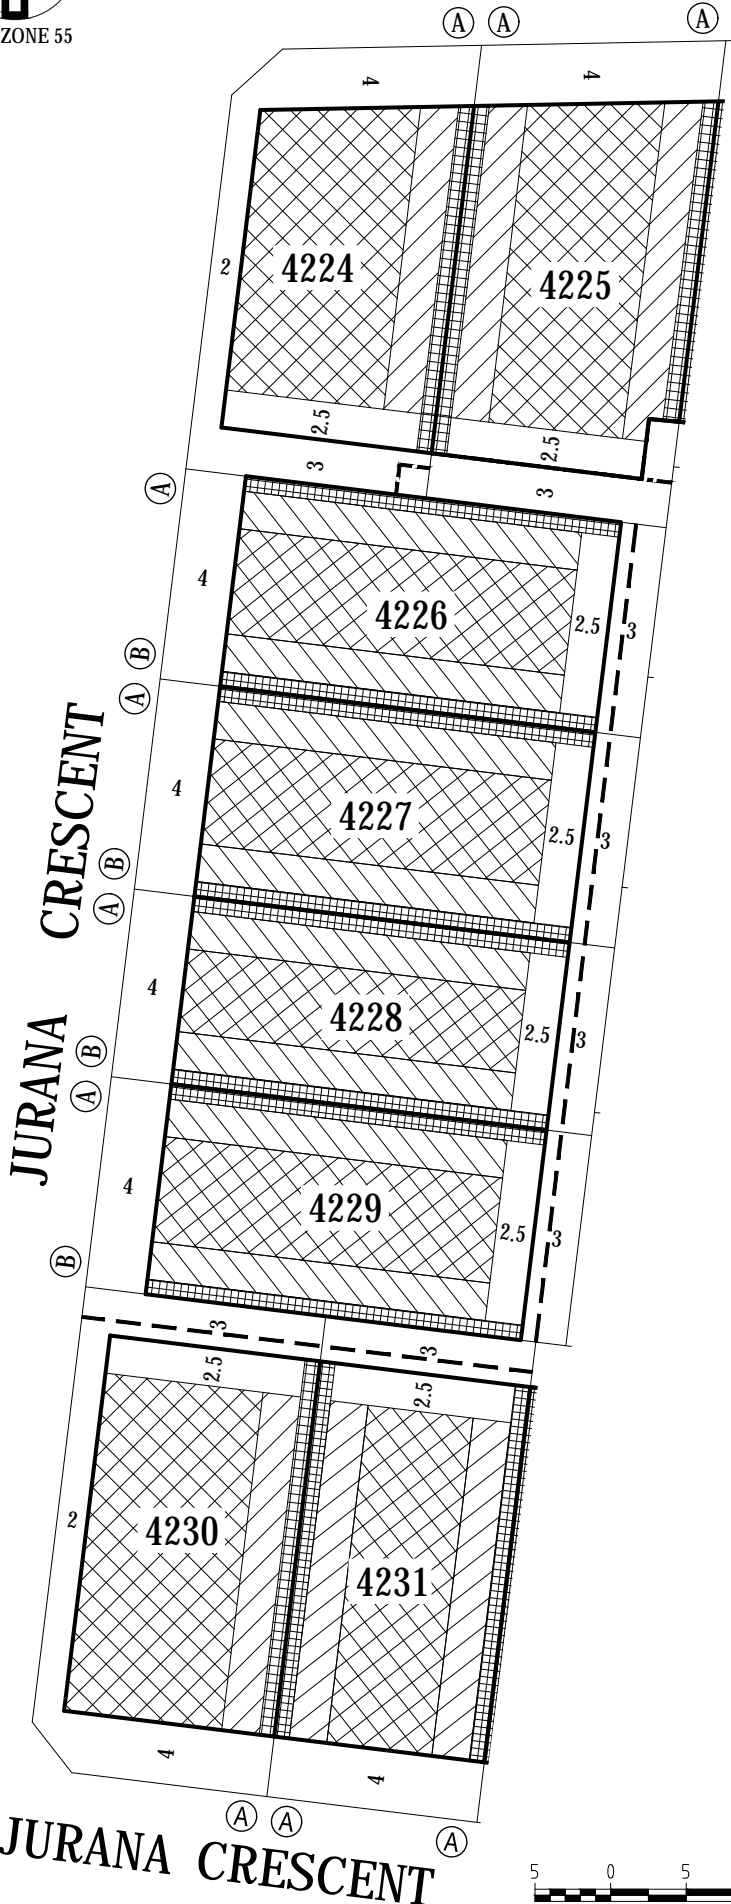 ZONE 55
A A A
4 4
2 4224 4225
2.5 2.5
3 3
A
4 4226 2.5 3
B
A
4 4227 2.5 3
B
A
4 4228 2.5 3
B
A
4 4229 2.5 3
B
JURANA CRESCENT
3 3
2.5 2.5
2 4230 4231
4 4
A A A
JURANA CRESCENT
5 0 5